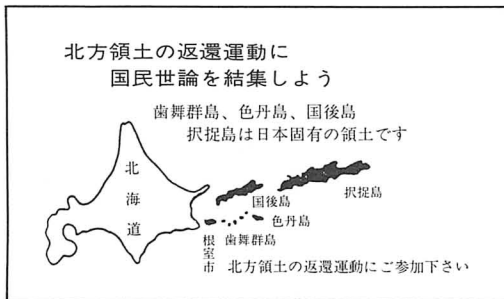 北方領土の返還運動に
国民世論を結集しよう
歯舞群島、色丹島、国後島
択捉島は日本固有の領土です
北海道
択捉島
国後島
色丹島
歯舞群島
根室市
北方領土の返還運動にご参加下さい